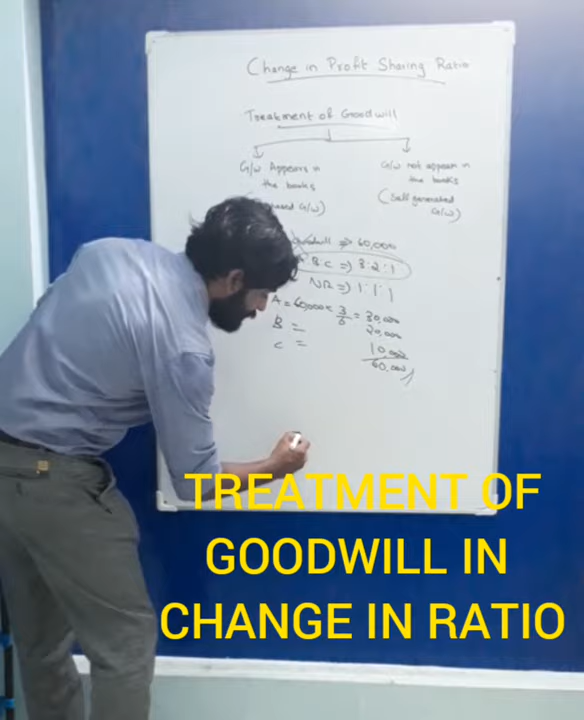 Change in Profit Sharing Ratio
Treatment of Goodwill
G/w Appears in
the books
G/w not appear in
the books
(Self generated
G/w)
G/w)
Goodwill => 60,000
B C => 3:2:1
NR => 1:1:1
A = 60,000 × 3/6 = 30,000
B = 20,000
C = 10,000
60,000
TREATMENT OF
GOODWILL IN
CHANGE IN RATIO